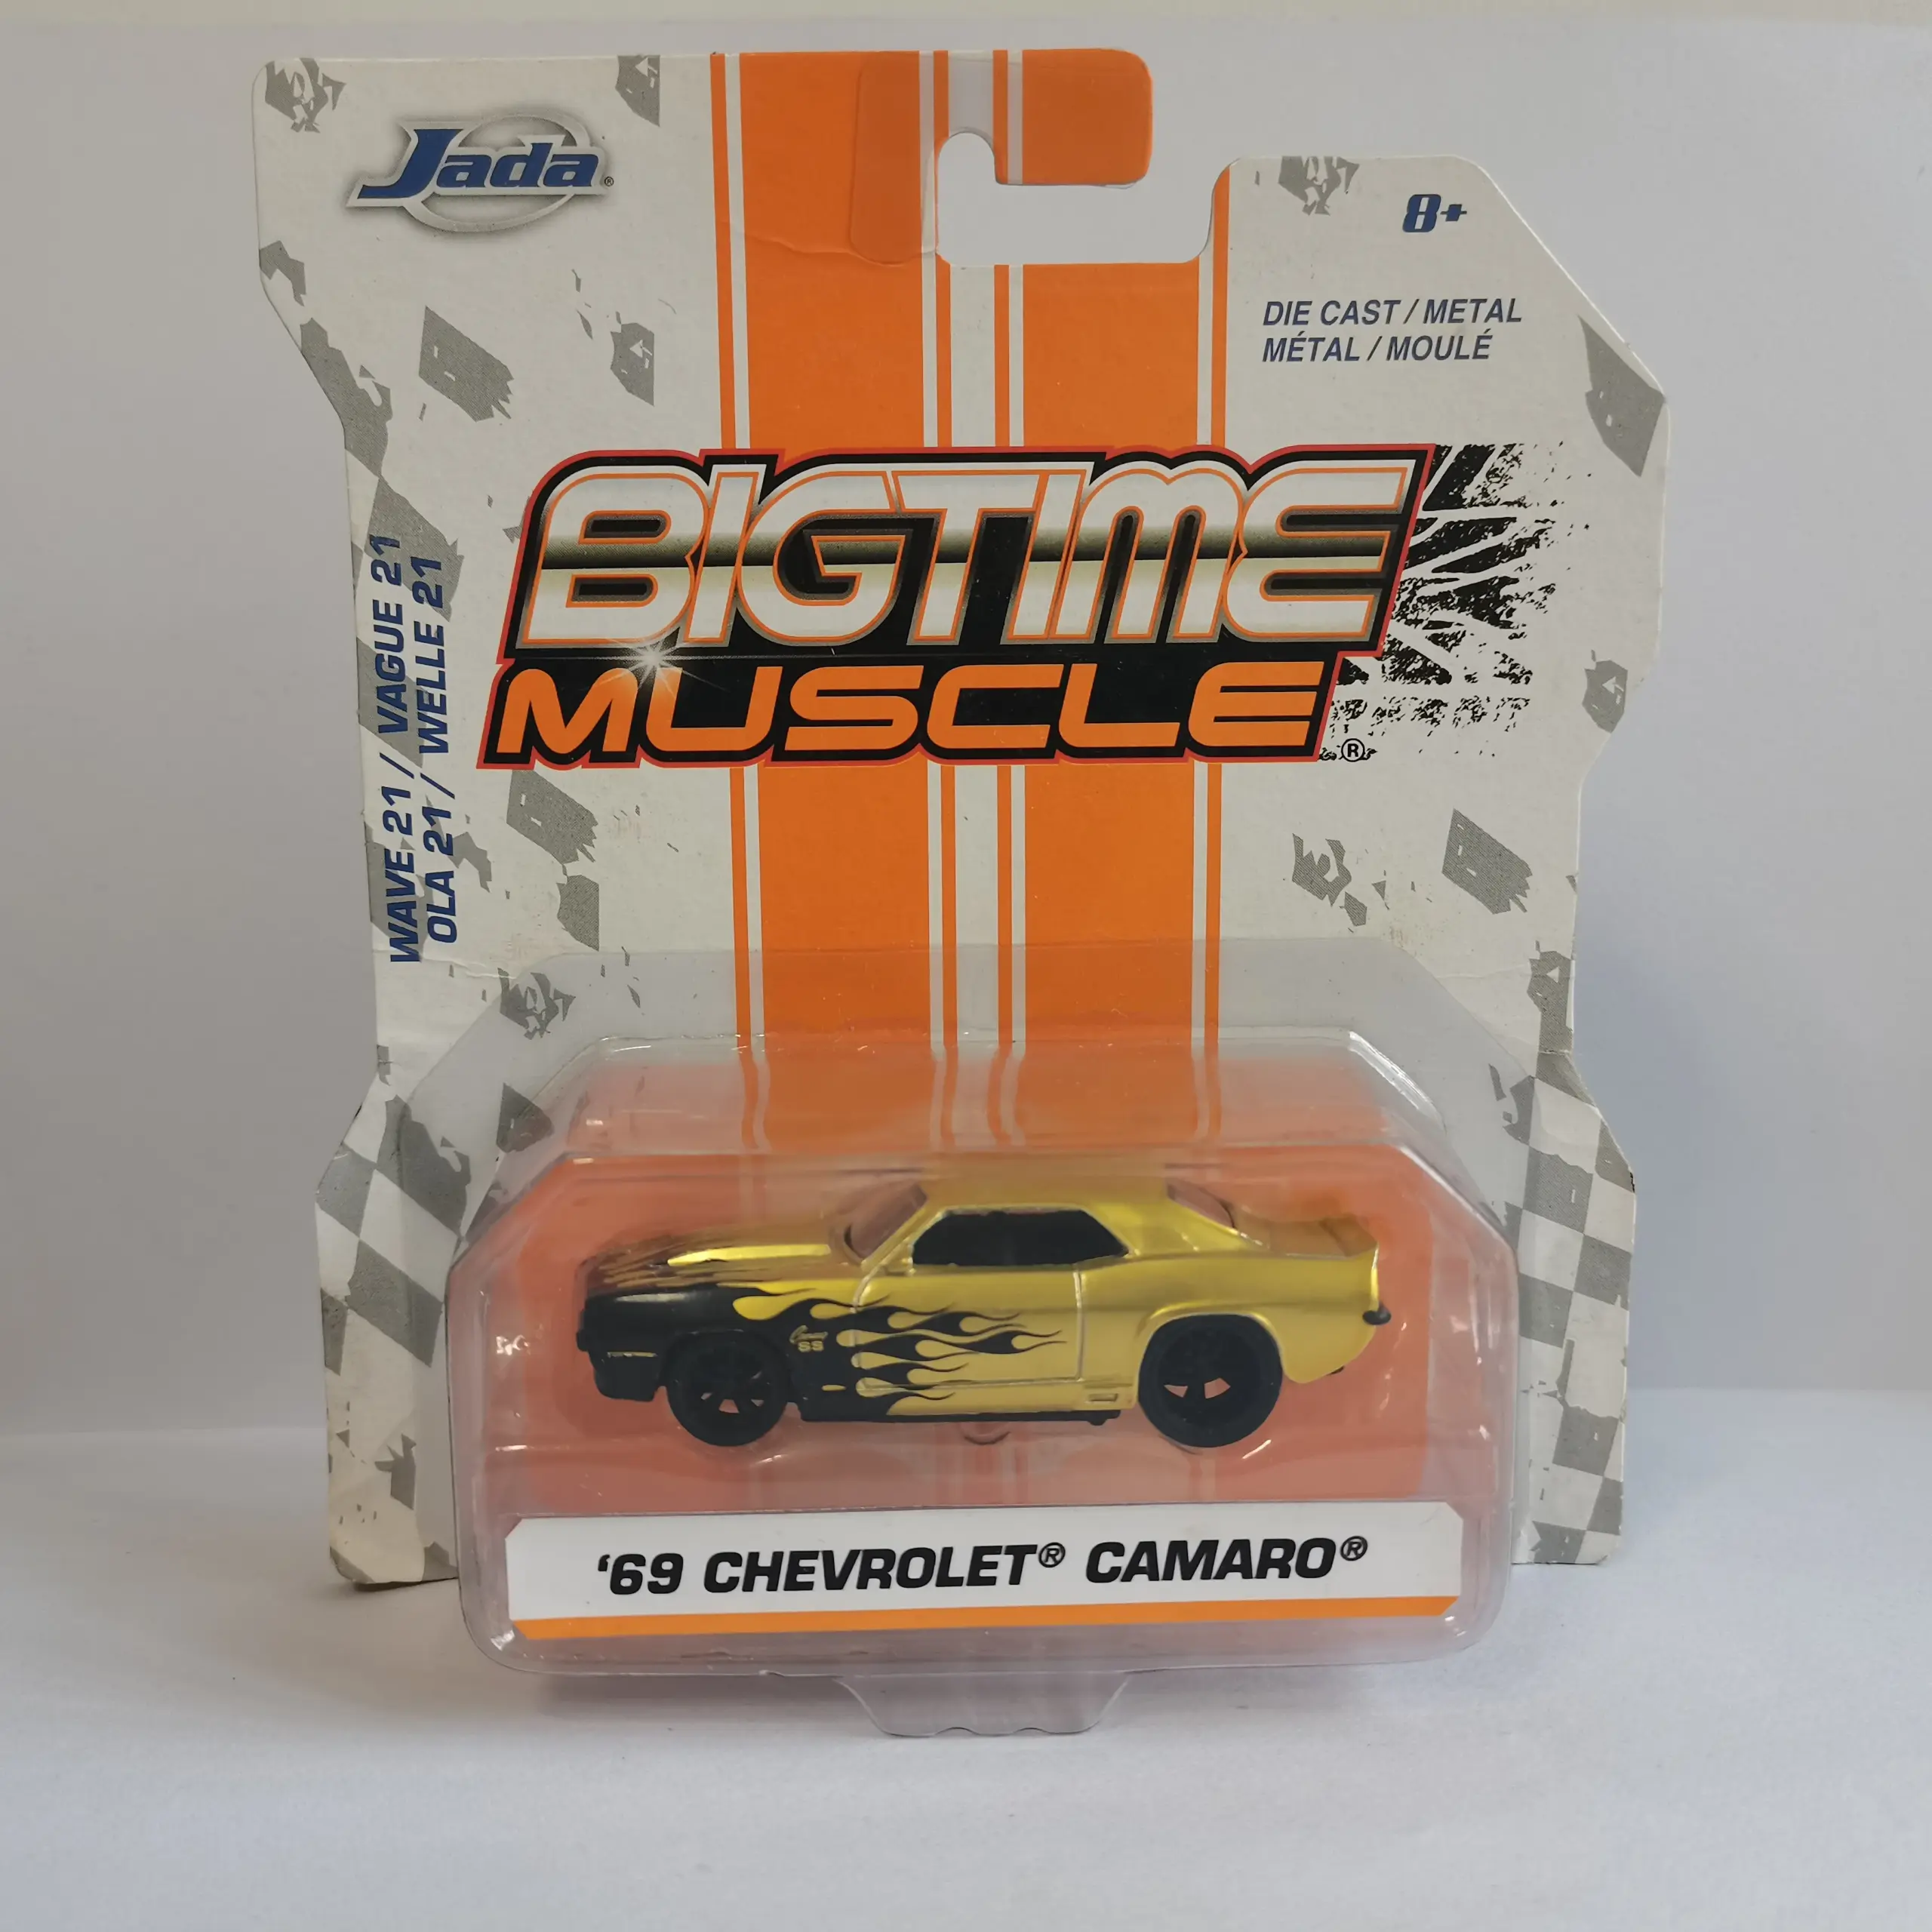 Jada®
8+
DIE CAST / METAL
MÉTAL / MOULÉ
BIGTIME
MUSCLE®
WAVE 21 / VAGUE 21
OLA 21 / WELLE 21
Camaro
SS
'69 CHEVROLET® CAMARO®